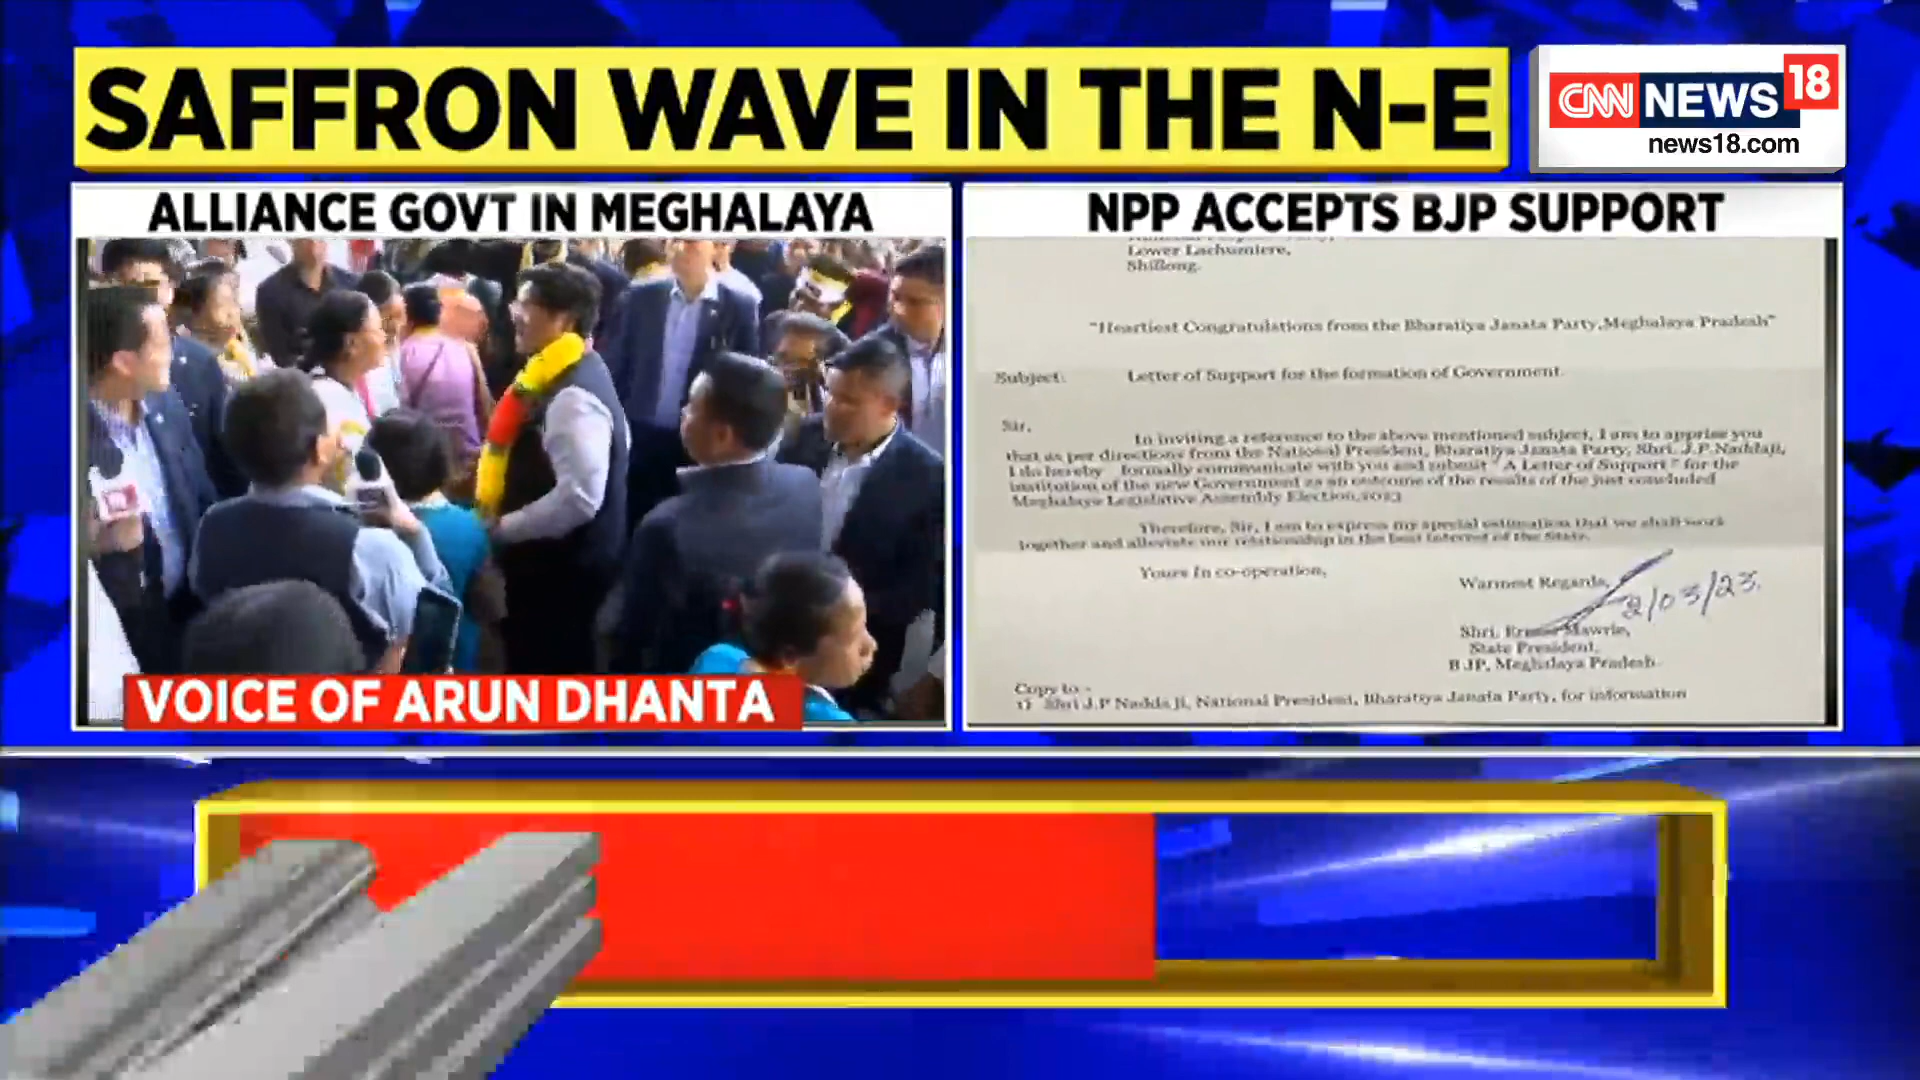 SAFFRON WAVE IN THE N-E
CNN NEWS 18
news18.com
ALLIANCE GOVT IN MEGHALAYA
VOICE OF ARUN DHANTA
NPP ACCEPTS BJP SUPPORT
Lower Lachumiere,
Shillong.
"Heartiest Congratulations from the Bharatiya Janata Party,Meghalaya Pradesh"
Subject: Letter of Support for the formation of Government.
Sir,
In inviting a reference to the above mentioned subject, I am to apprise you
that as per directions from the National President, Bharatiya Janata Party, Shri. J.P Naddaji,
I do hereby formally communicate with you and submit "A Letter of Support" for the
institution of the new Government as an outcome of the results of the just concluded
Meghalaya Legislative Assembly Election,2023
Therefore, Sir, I am to express my special estimation that we shall work
together and alleviate our relationship in the best interest of the State.
Yours In co-operation,
Warmest Regards,
2/03/23.
Shri. Mawrie,
State President,
BJP, Meghalaya Pradesh
Copy to -
1) Shri J.P Nadda Ji, National President, Bharatiya Janata Party, for information